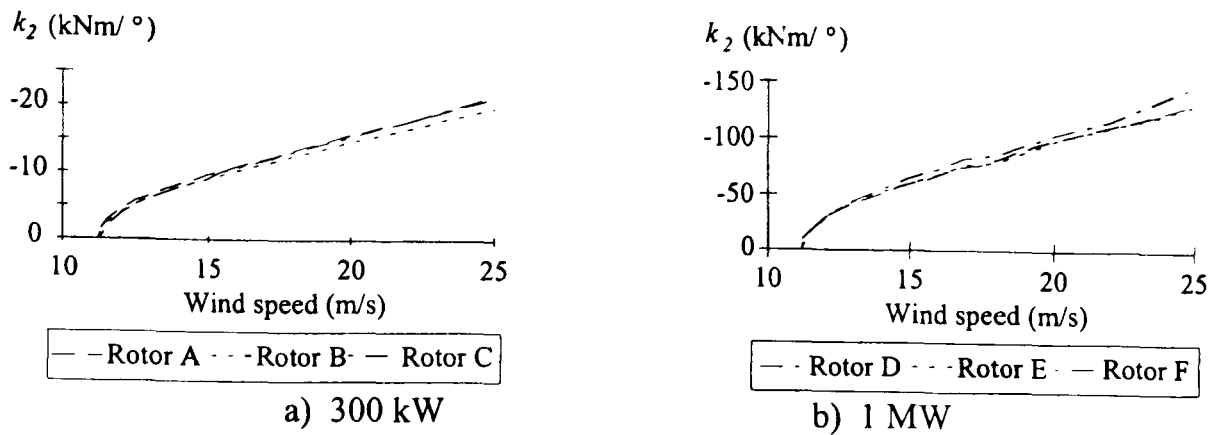 k₂ (kNm/ °)
-20
-10
0
10 15 20 25
Wind speed (m/s)
Rotor A Rotor B Rotor C
a) 300 kW
k₂ (kNm/ °)
-150
-100
-50
0
10 15 20 25
Wind speed (m/s)
Rotor D Rotor E Rotor F
b) 1 MW